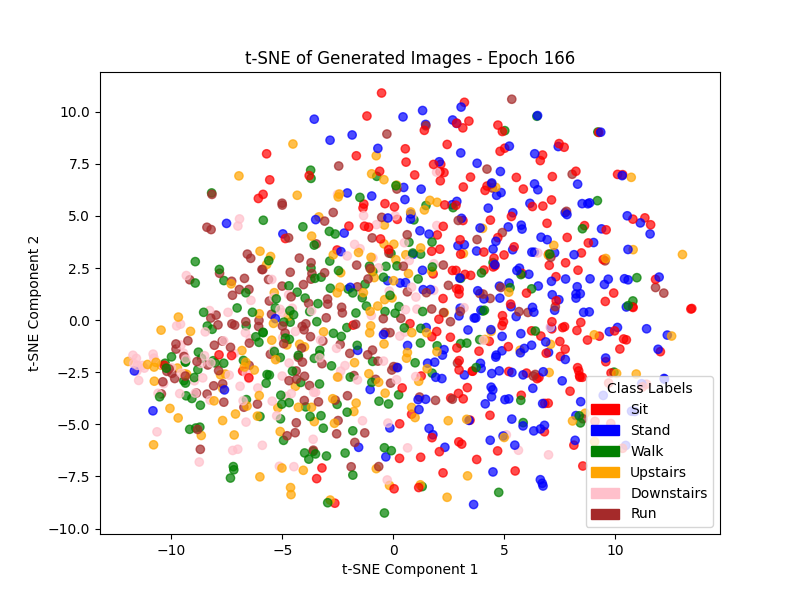 t-SNE of Generated Images - Epoch 166
t-SNE Component 2
10.0
7.5
5.0
2.5
0.0
−2.5
−5.0
−7.5
−10.0
−10
−5
0
5
10
t-SNE Component 1
Class Labels
Sit
Stand
Walk
Upstairs
Downstairs
Run